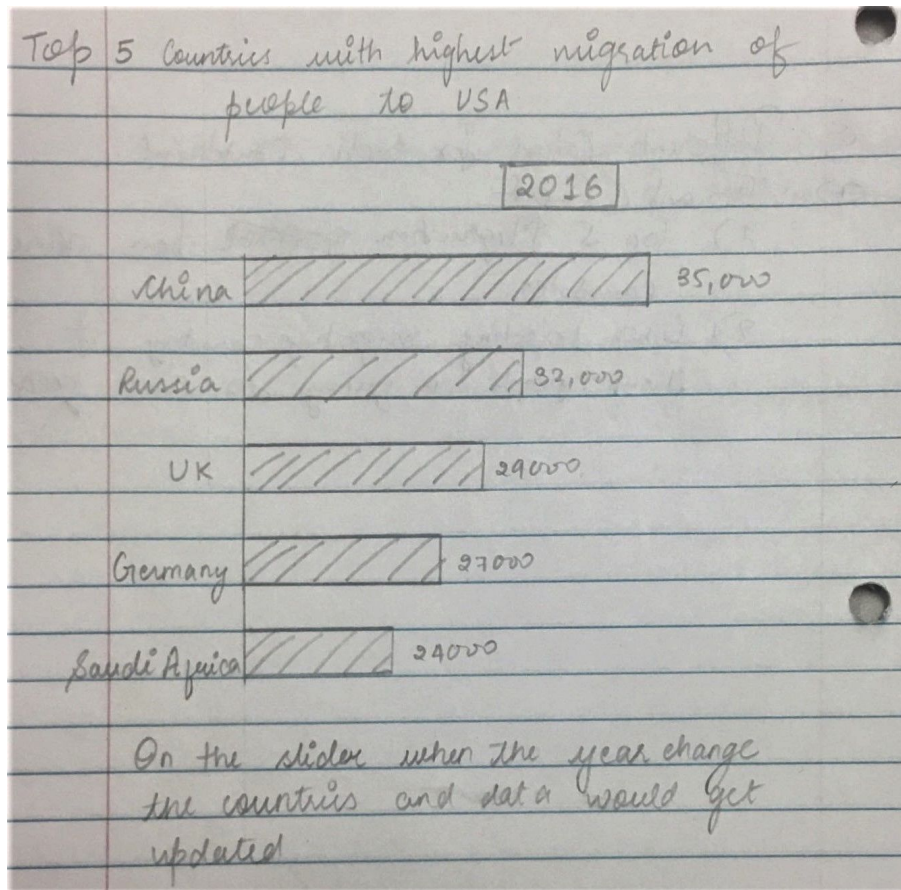 Top 5 Countries with highest migration of
people to USA
2016
China 35,000
Russia 32,000
UK 29000
Germany 27000
Saudi Africa 24000
On the slider when the year change
the countries and data would get
updated